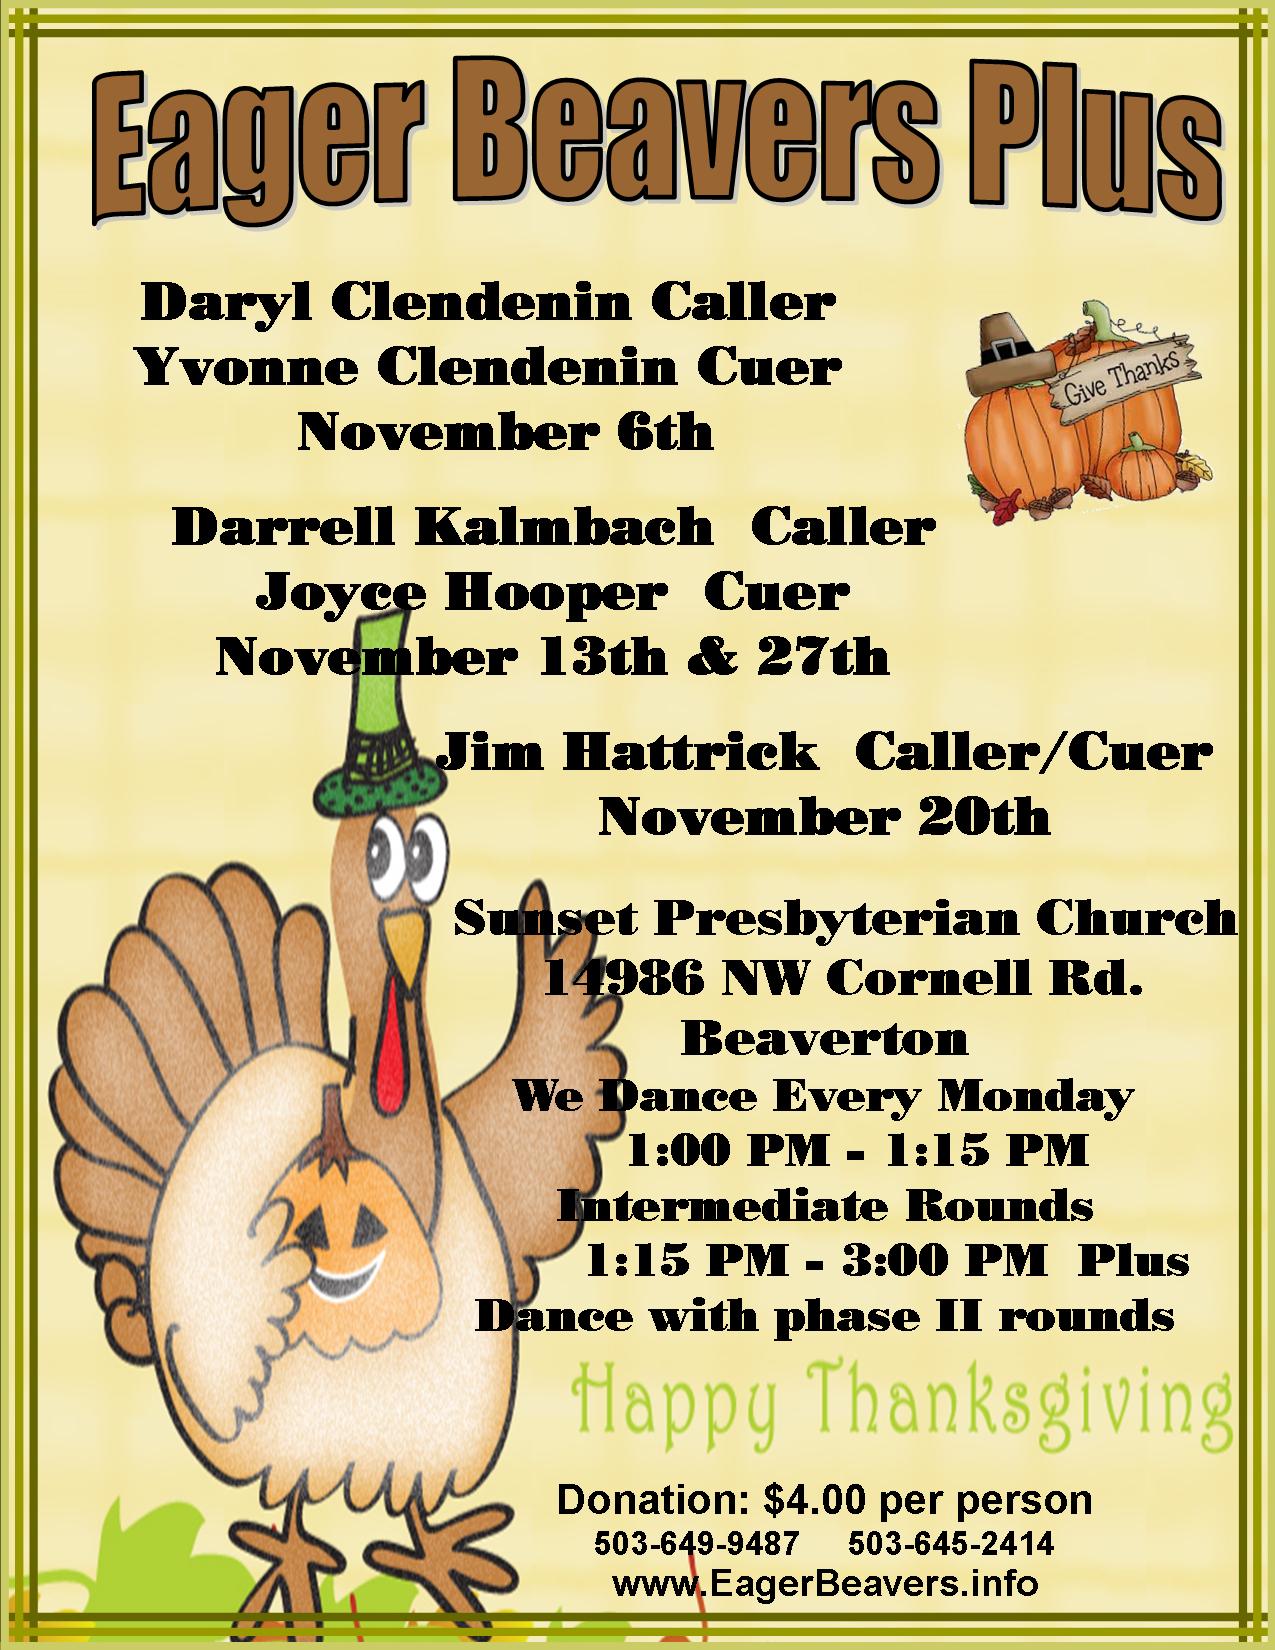 Eager Beavers Plus
Daryl Clendenin Caller
Yvonne Clendenin Cuer
November 6th
Give Thanks
Darrell Kalmbach Caller
Joyce Hooper Cuer
November 13th & 27th
Jim Hattrick Caller/Cuer
November 20th
Sunset Presbyterian Church
14986 NW Cornell Rd.
Beaverton
We Dance Every Monday
1:00 PM - 1:15 PM
Intermediate Rounds
1:15 PM - 3:00 PM Plus
Dance with phase II rounds
Happy Thanksgiving
Donation: $4.00 per person
503-649-9487 503-645-2414
www.EagerBeavers.info